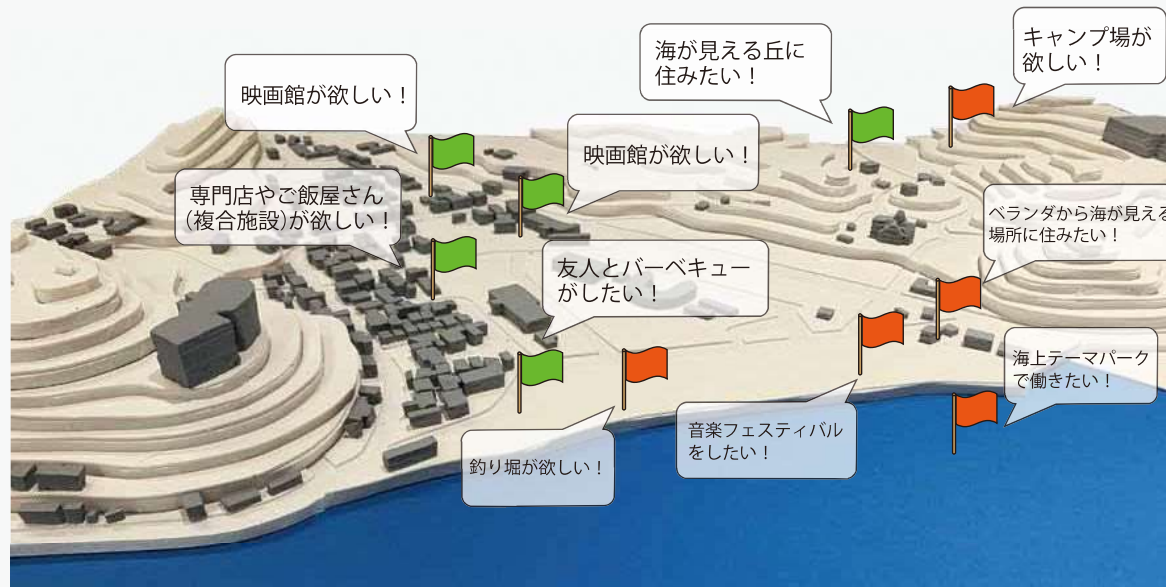 キャンプ場が
欲しい！
海が見える丘に
住みたい！
映画館が欲しい！
映画館が欲しい！
専門店やご飯屋さん
（複合施設）が欲しい！
ベランダから海が見える
場所に住みたい！
友人とバーベキュー
がしたい！
海上テーマパーク
で働きたい！
音楽フェスティバル
をしたい！
釣り堀が欲しい！